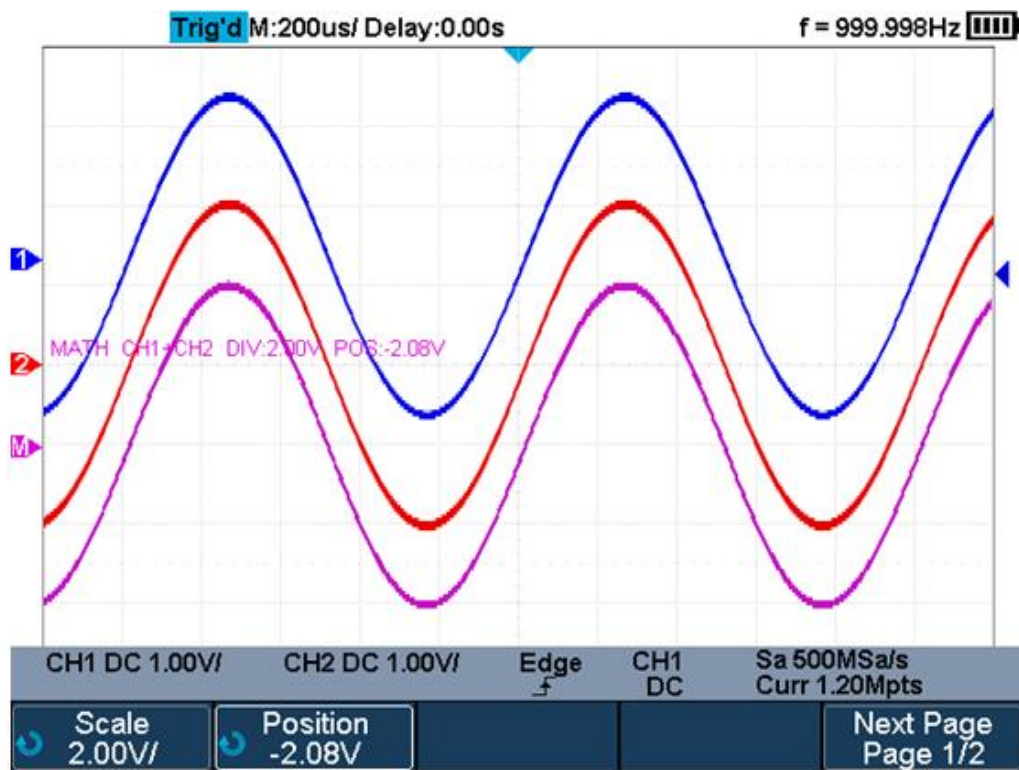 Trig'd M:200us/ Delay:0.00s f = 999.998Hz
1
MATH CH1+CH2 DIV:2.00V POS:-2.08V
2
M
CH1 DC 1.00V/ CH2 DC 1.00V/ Edge CH1 Sa 500MSa/s
DC Curr 1.20Mpts
Scale Position Next Page
2.00V/ -2.08V Page 1/2